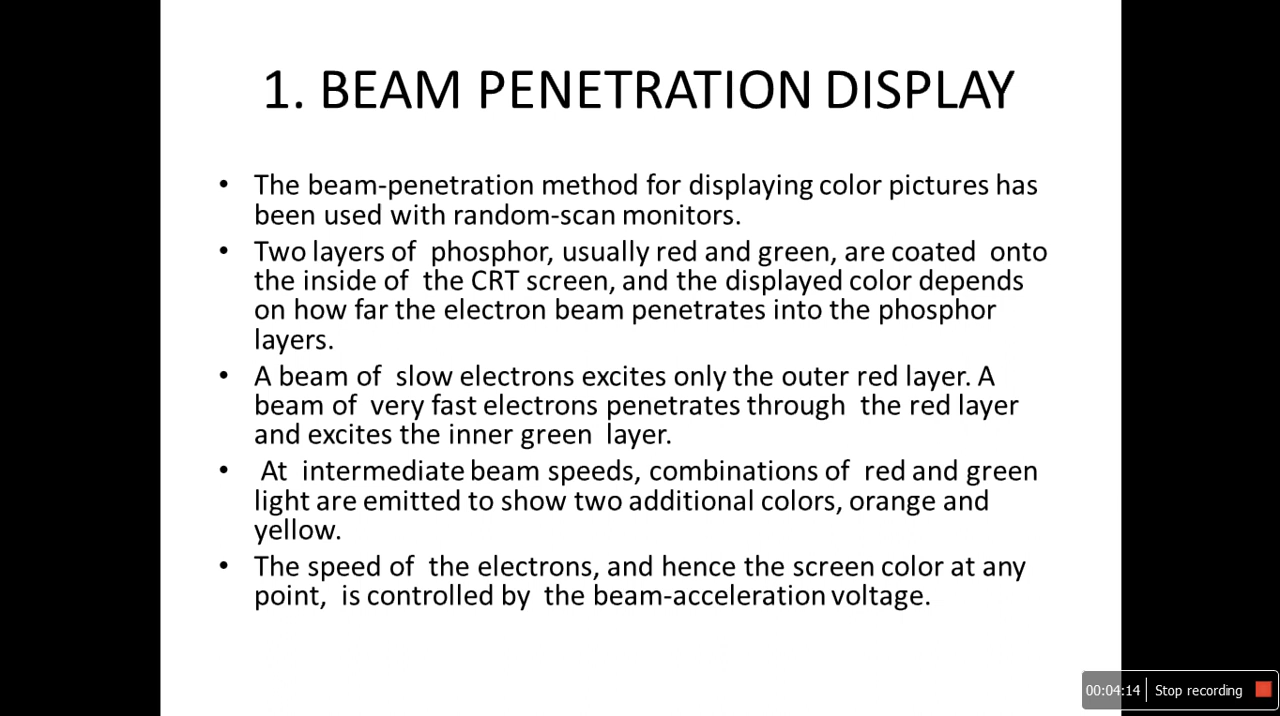 1. BEAM PENETRATION DISPLAY
• The beam-penetration method for displaying color pictures has
been used with random-scan monitors.
• Two layers of phosphor, usually red and green, are coated onto
the inside of the CRT screen, and the displayed color depends
on how far the electron beam penetrates into the phosphor
layers.
• A beam of slow electrons excites only the outer red layer. A
beam of very fast electrons penetrates through the red layer
and excites the inner green layer.
• At intermediate beam speeds, combinations of red and green
light are emitted to show two additional colors, orange and
yellow.
• The speed of the electrons, and hence the screen color at any
point, is controlled by the beam-acceleration voltage.
00:04:14 Stop recording